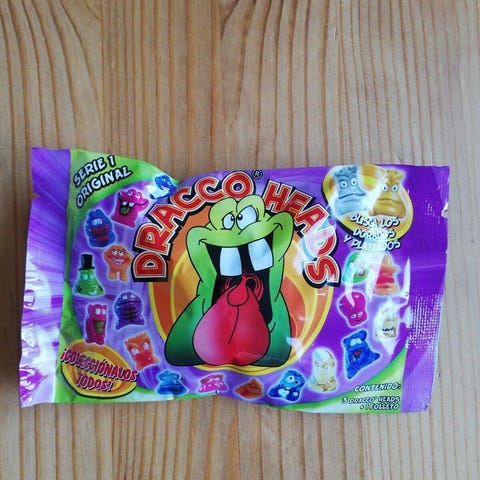 SERIE 1
ORIGINAL
DRACCO® HEADS
BUSCA LOS
DORADOS
Y PLATEADOS
¡COLECCIÓNALOS
TODOS!
CONTENIDO:
3 DRACCO® HEADS
+ 1 FOLLETO